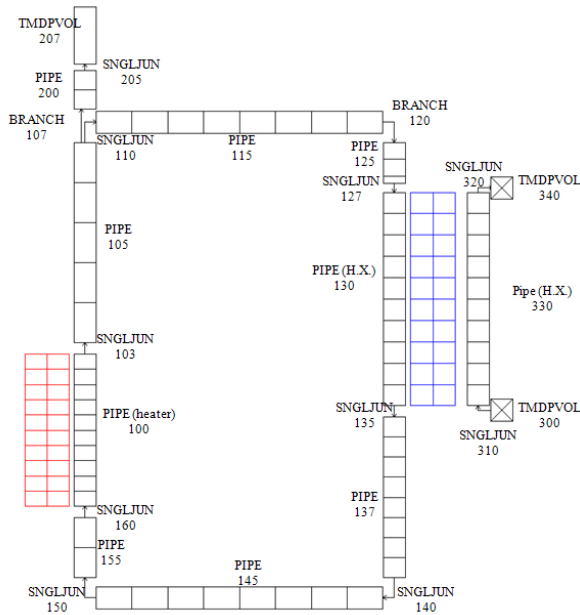 TMDPVOL
207
SNGLJUN
205
PIPE
200
BRANCH
107
BRANCH
120
SNGLJUN
110
PIPE
115
PIPE
125
SNGLJUN
127
SNGLJUN
320
TMDPVOL
340
PIPE
105
PIPE (H.X.)
130
Pipe (H.X.)
330
SNGLJUN
103
SNGLJUN
135
TMDPVOL
300
SNGLJUN
310
PIPE (heater)
100
PIPE
137
SNGLJUN
160
PIPE
155
PIPE
145
SNGLJUN
150
SNGLJUN
140